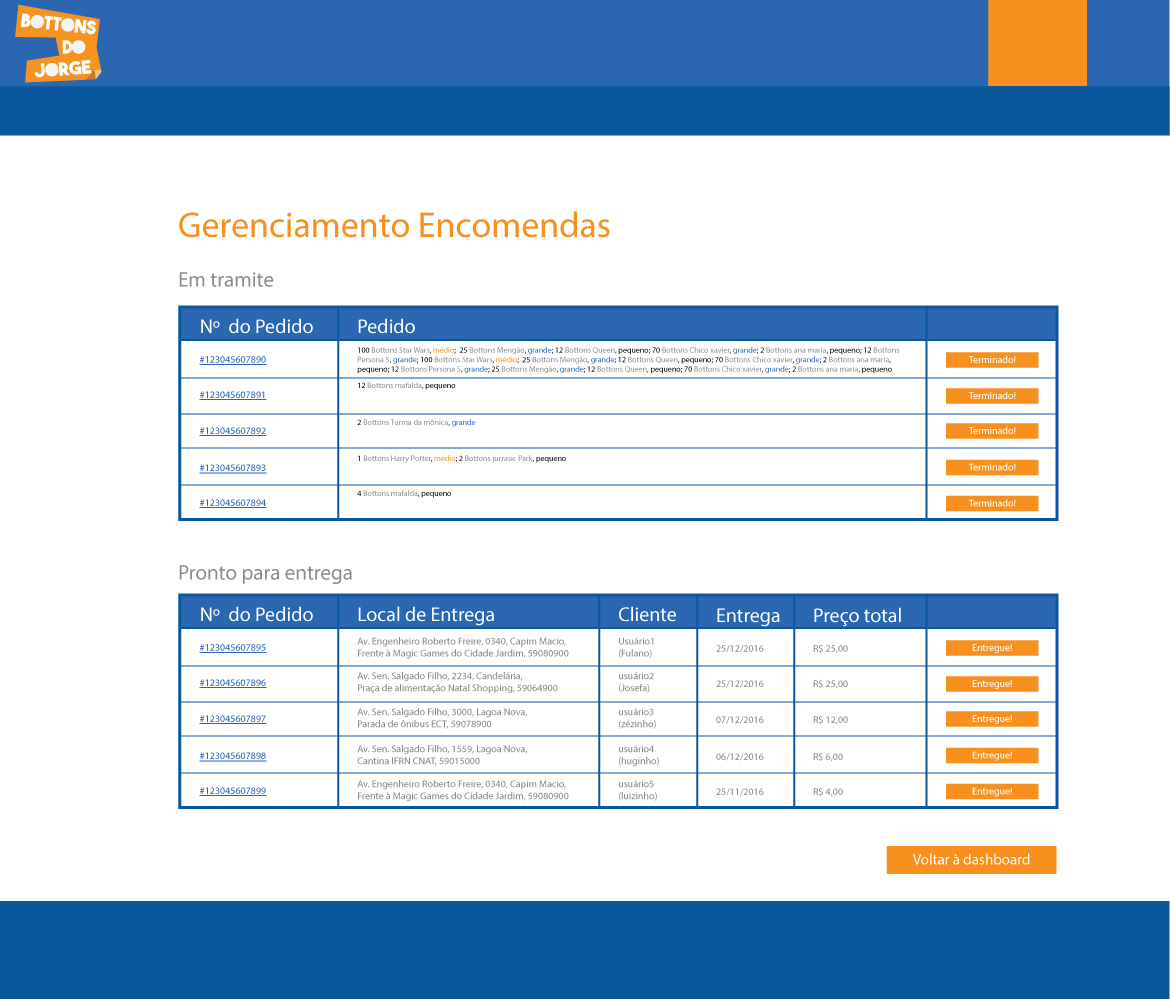 BOTTONS
DO
JORGE
Gerenciamento Encomendas
Em tramite
Nº do Pedido Pedido
#123045607890 100 Bottons Star Wars, médio; 25 Bottons Mengão, grande; 12 Bottons Queen, pequeno; 70 Bottons Chico xavier, grande; 2 Bottons ana maria, pequeno; 12 Bottons
Persona 5, grande; 100 Bottons Star Wars, médio; 25 Bottons Mengão, grande; 12 Bottons Queen, pequeno; 70 Bottons Chico xavier, grande; 2 Bottons ana maria,
pequeno; 12 Bottons Persona 5, grande; 25 Bottons Mengão, grande; 12 Bottons Queen, pequeno; 70 Bottons Chico xavier, grande; 2 Bottons ana maria, pequeno
Terminado!
#123045607891 12 Bottons mafalda, pequeno Terminado!
#123045607892 2 Bottons Turma da mônica, grande Terminado!
#123045607893 1 Bottons Harry Potter, médio; 2 Bottons jurrasic Park, pequeno Terminado!
#123045607894 4 Bottons mafalda, pequeno Terminado!
Pronto para entrega
Nº do Pedido Local de Entrega Cliente Entrega Preço total
#123045607895 Av. Engenheiro Roberto Freire, 0340, Capim Macio,
Frente à Magic Games do Cidade Jardim, 59080900
Usuário1
(Fulano)
25/12/2016 R$ 25,00 Entregue!
#123045607896 Av. Sen. Salgado Filho, 2234, Candelária,
Praça de alimentação Natal Shopping, 59064900
usuário2
(Josefa)
25/12/2016 R$ 25,00 Entregue!
#123045607897 Av. Sen. Salgado Filho, 3000, Lagoa Nova,
Parada de ônibus ECT, 59078900
usuário3
(zézinho)
07/12/2016 R$ 12,00 Entregue!
#123045607898 Av. Sen. Salgado Filho, 1559, Lagoa Nova,
Cantina IFRN CNAT, 59015000
usuário4
(huginho)
06/12/2016 R$ 6,00 Entregue!
#123045607899 Av. Engenheiro Roberto Freire, 0340, Capim Macio,
Frente à Magic Games do Cidade Jardim, 59080900
usuário5
(luizinho)
25/11/2016 R$ 4,00 Entregue!
Voltar à dashboard